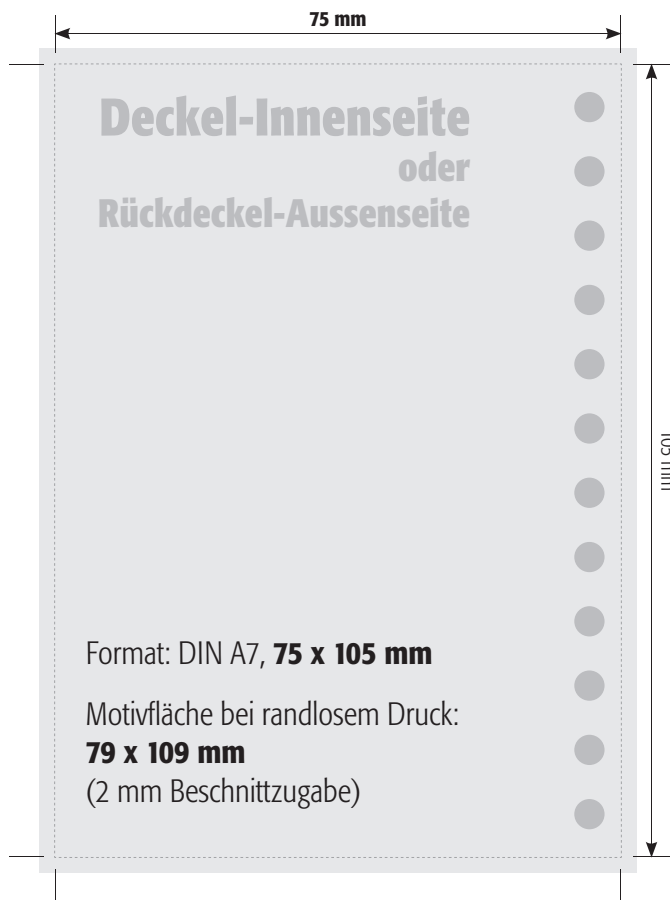 75 mm
Deckel-Innenseite
oder
Rückdeckel-Aussenseite
Format: DIN A7, 75 x 105 mm
Motivfläche bei randlosem Druck:
79 x 109 mm
(2 mm Beschnittzugabe)